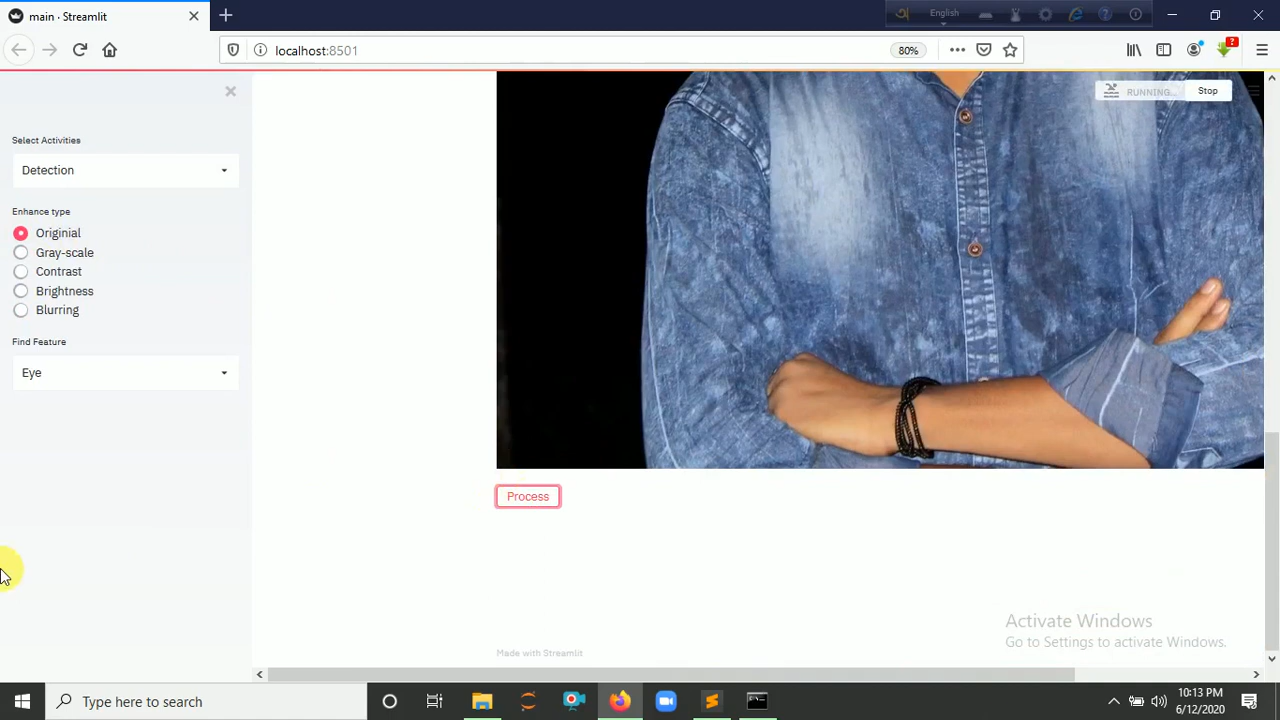 main · Streamlit
English
localhost:8501
80%
RUNNING...
Stop
Select Activities
Detection
Enhance type
Originial
Gray-scale
Contrast
Brightness
Blurring
Find Feature
Eye
Process
Made with Streamlit
Activate Windows
Go to Settings to activate Windows.
Type here to search
10:13 PM
6/12/2020